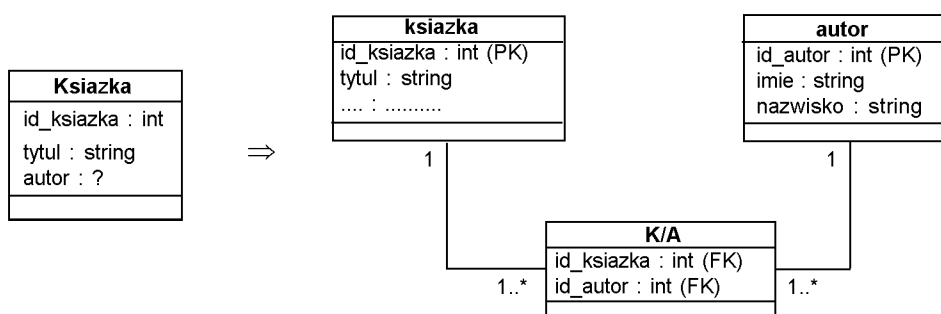 Ksiazka
id_ksiazka : int
tytul : string
autor : ?
⇒
ksiazka
id_ksiazka : int (PK)
tytul : string
.... : ..........
1
autor
id_autor : int (PK)
imie : string
nazwisko : string
1
K/A
id_ksiazka : int (FK)
id_autor : int (FK)
1..*
1..*